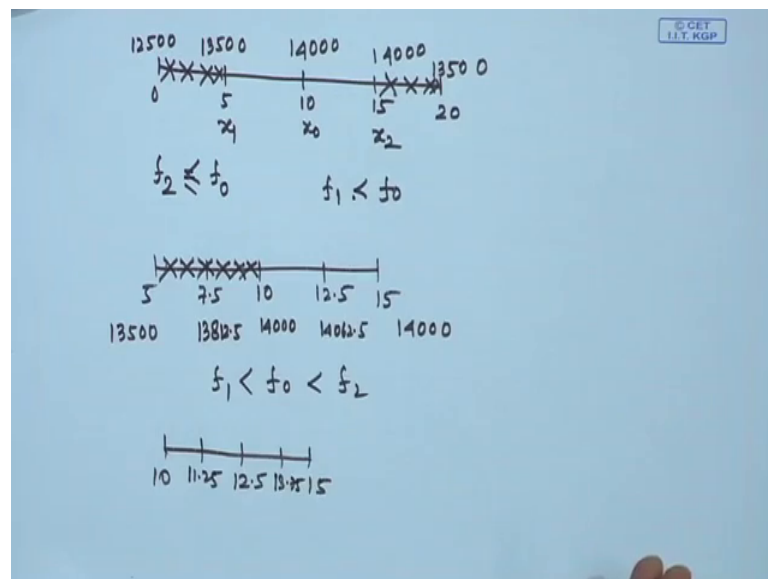 © CET
I.I.T. KGP
12500 13500 14000 14000 13500
0 5 10 15 20
x₁ x₀ x₂
f₂ ≤ f₀ f₁ < f₀
5 7.5 10 12.5 15
13500 13812.5 14000 14062.5 14000
f₁ < f₀ < f₂
10 11.25 12.5 13.75 15